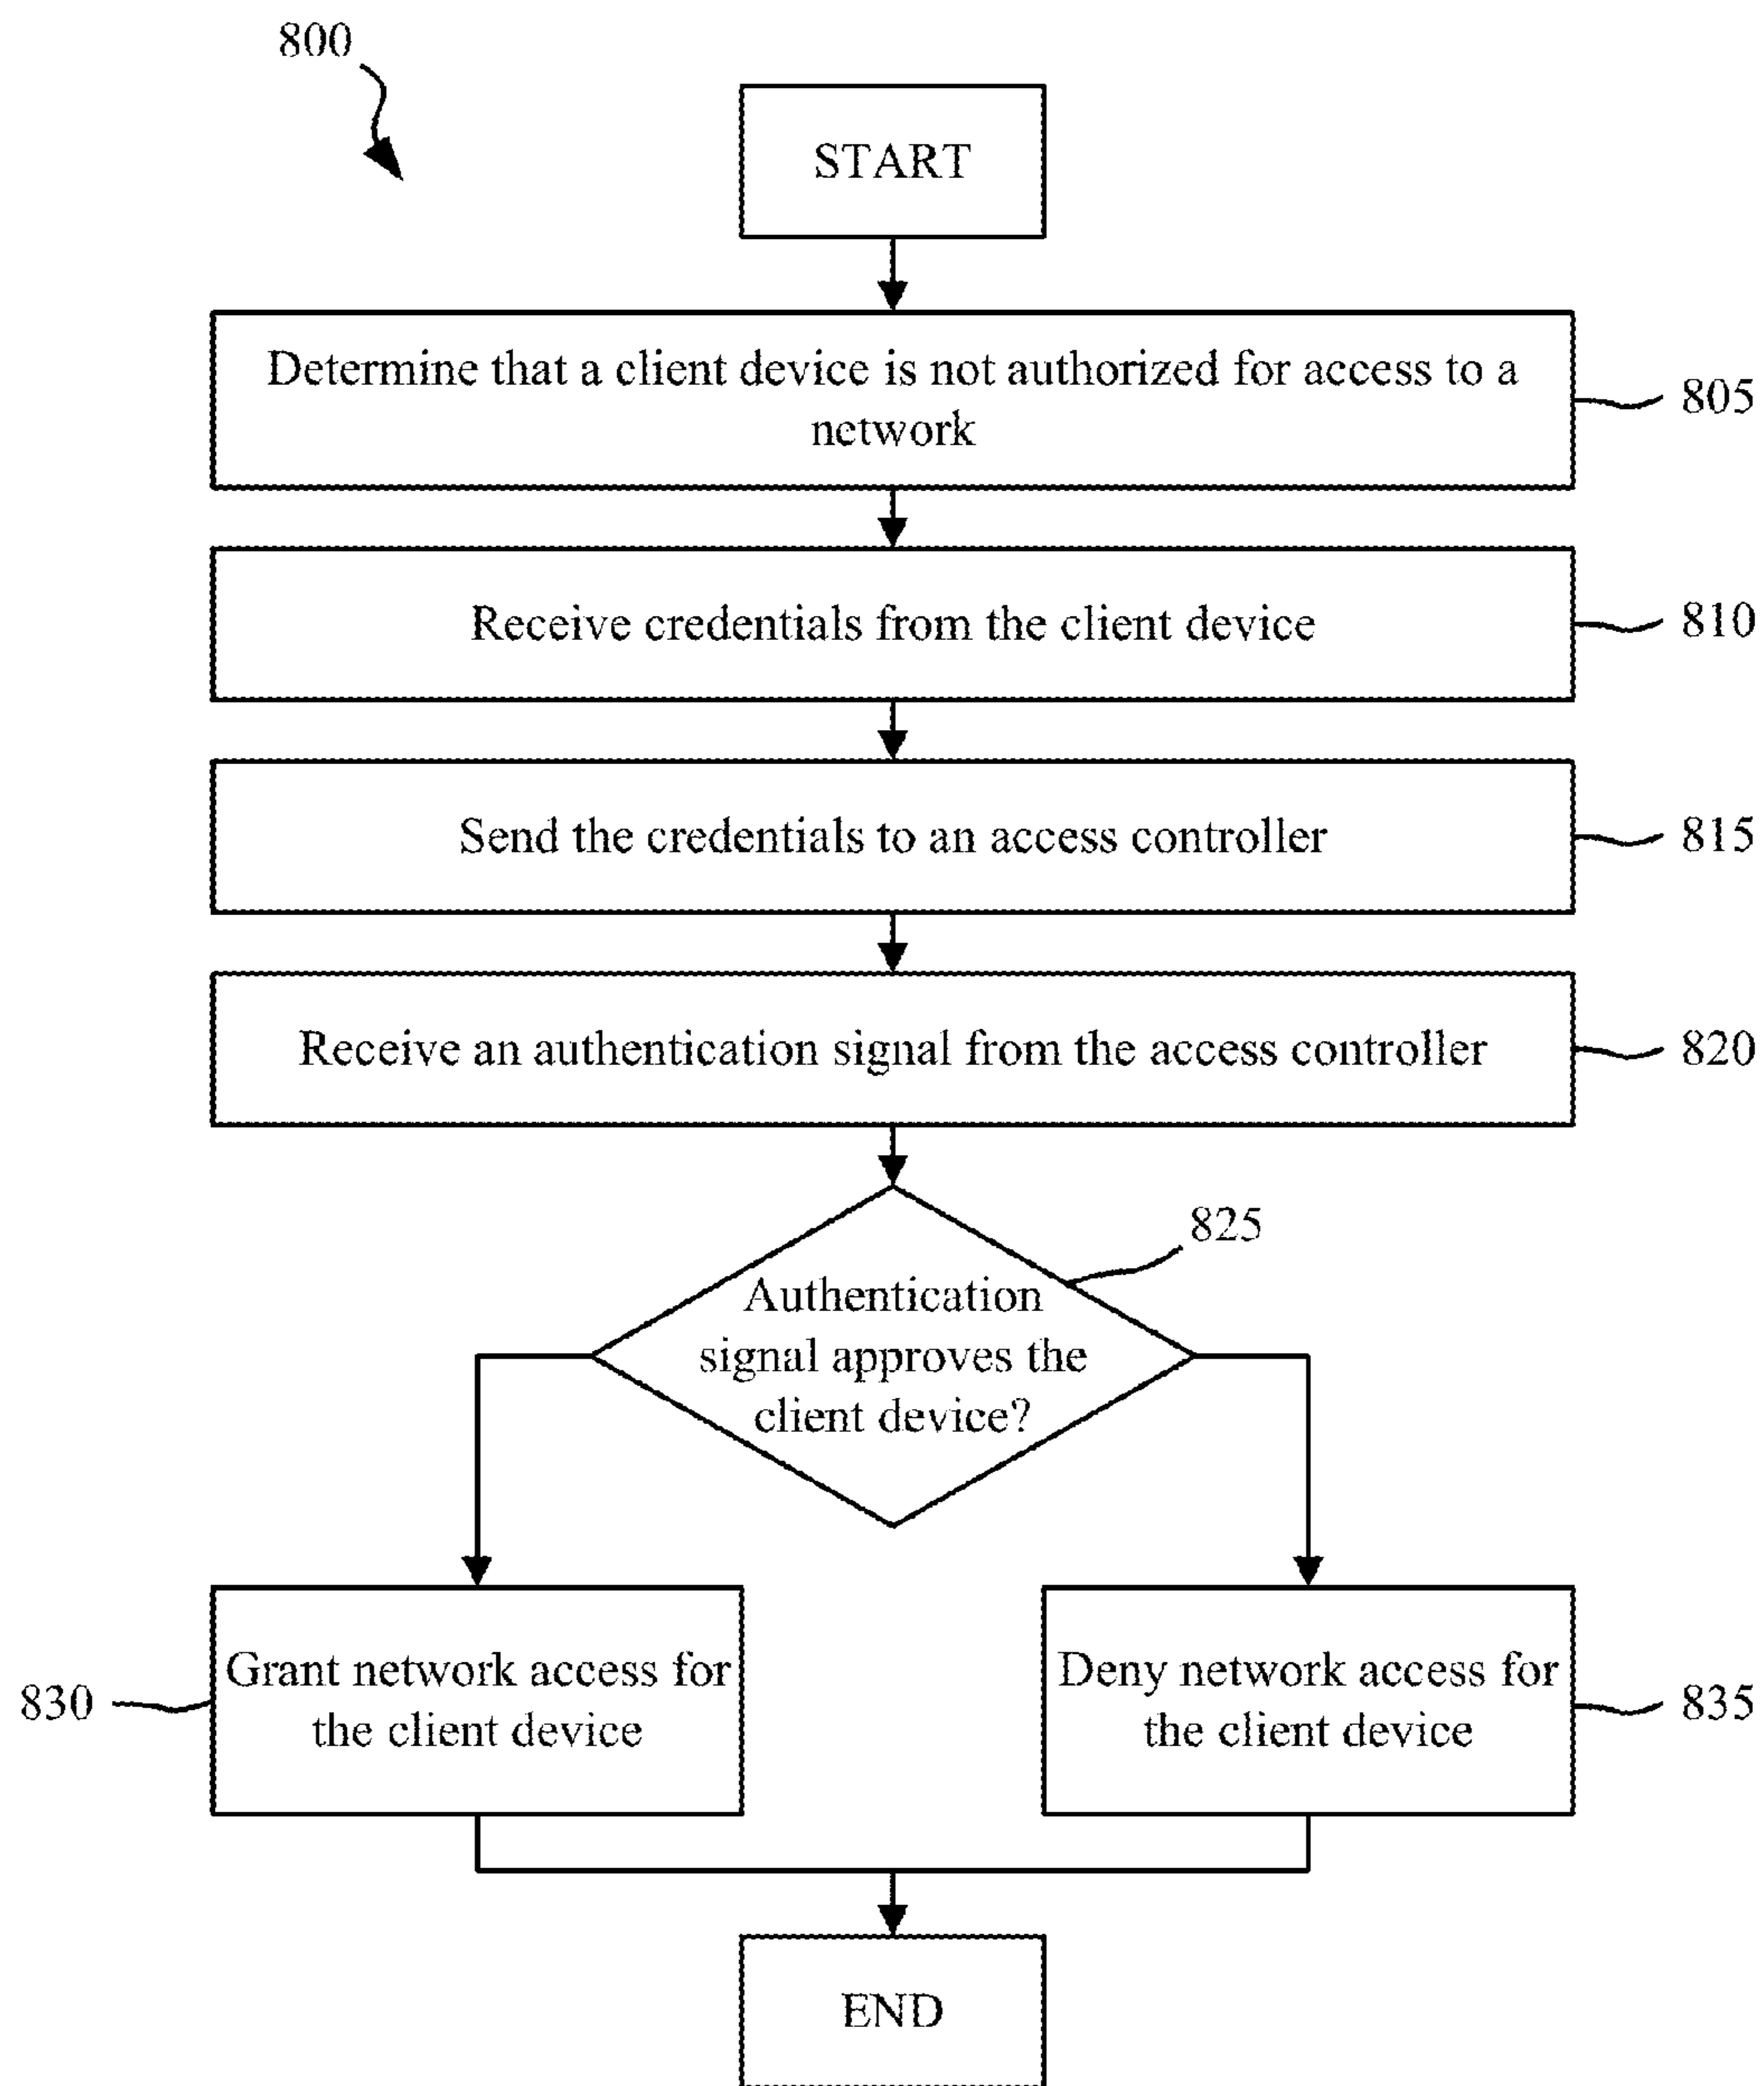 800
START
Determine that a client device is not authorized for access to a
network
805
Receive credentials from the client device
810
Send the credentials to an access controller
815
Receive an authentication signal from the access controller
820
825
Authentication
signal approves the
client device?
Grant network access for
the client device
830
Deny network access for
the client device
835
END